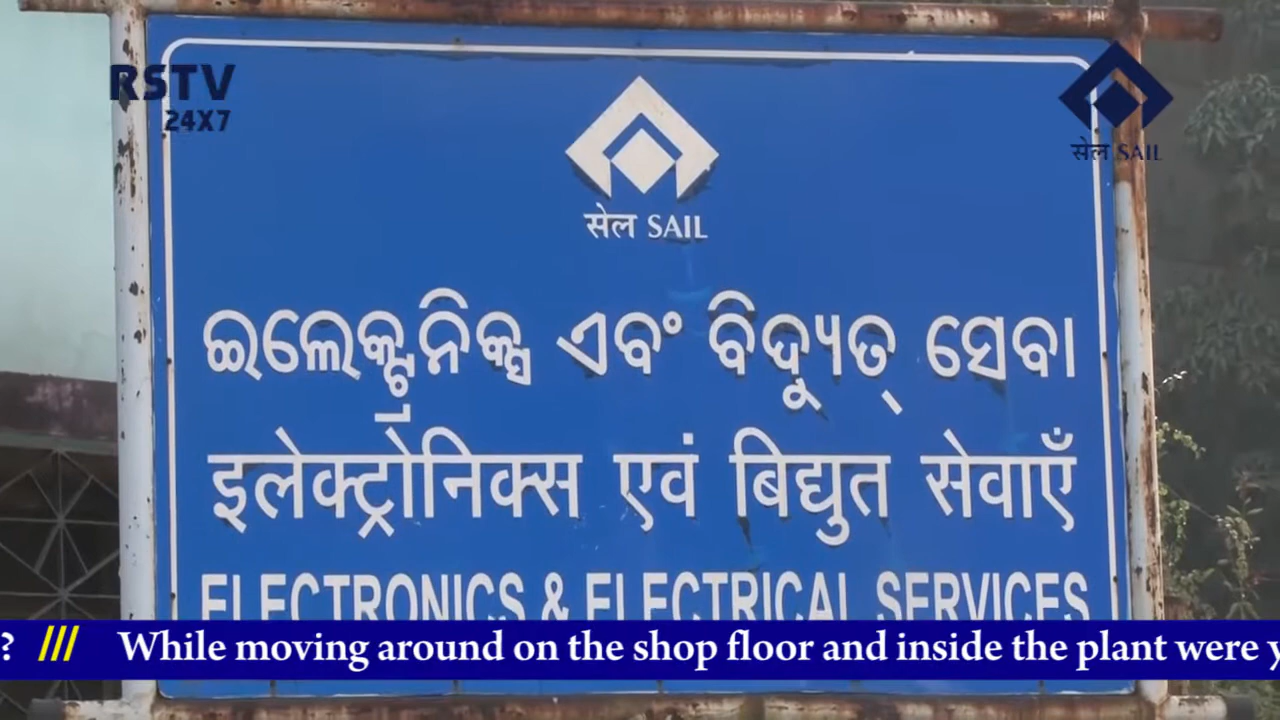 RSTV
24X7
सेल SAIL
सेल SAIL
ଇଲେକ୍ଟ୍ରନିକ୍ସ ଏବଂ ବିଦ୍ୟୁତ୍ ସେବା
इलेक्ट्रोनिक्स एवं बिद्युत सेवाएँ
ELECTRONICS & ELECTRICAL SERVICES
? /// While moving around on the shop floor and inside the plant were y